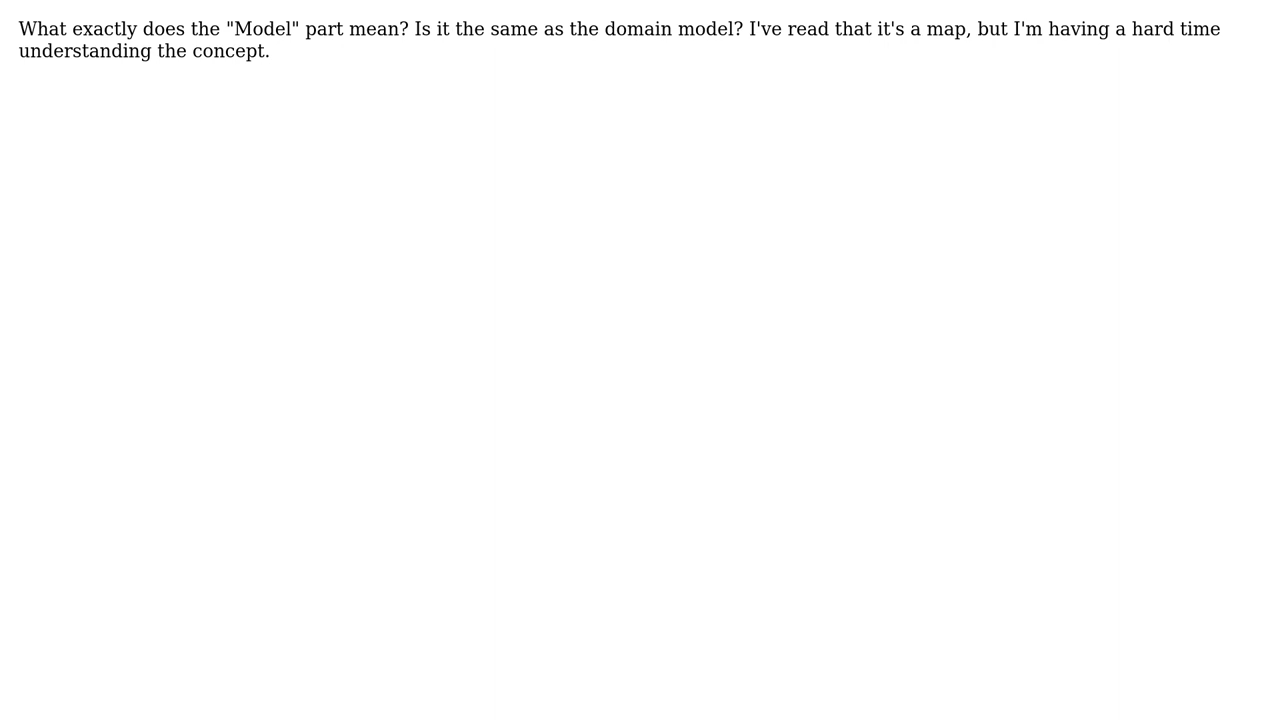 What exactly does the "Model" part mean? Is it the same as the domain model? I've read that it's a map, but I'm having a hard time
understanding the concept.